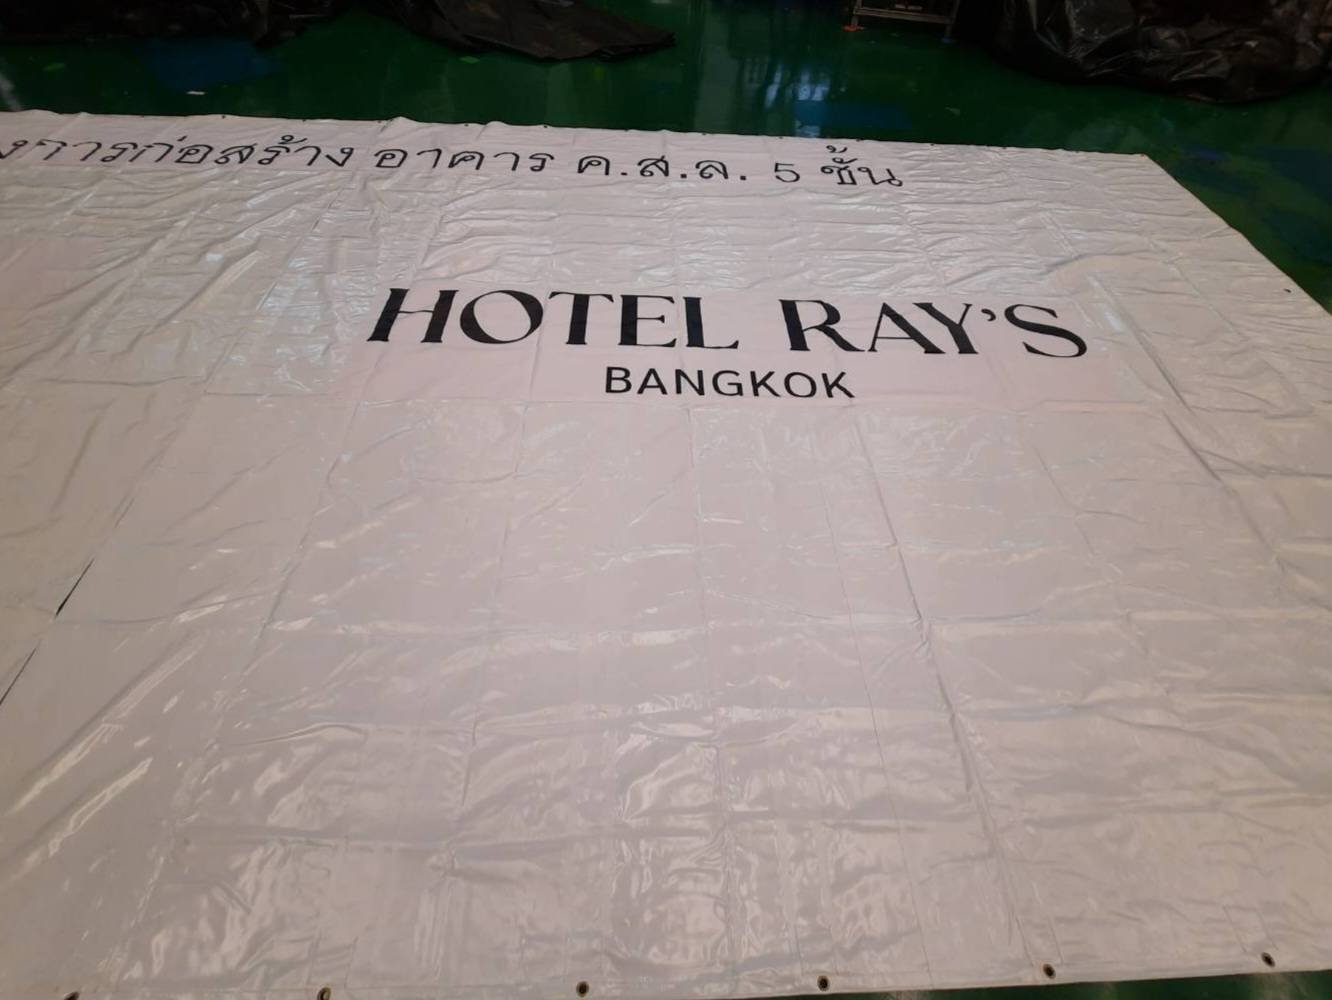 งการก่อสร้าง อาคาร ค.ส.ล. 5 ชั้น
HOTEL RAY'S
BANGKOK